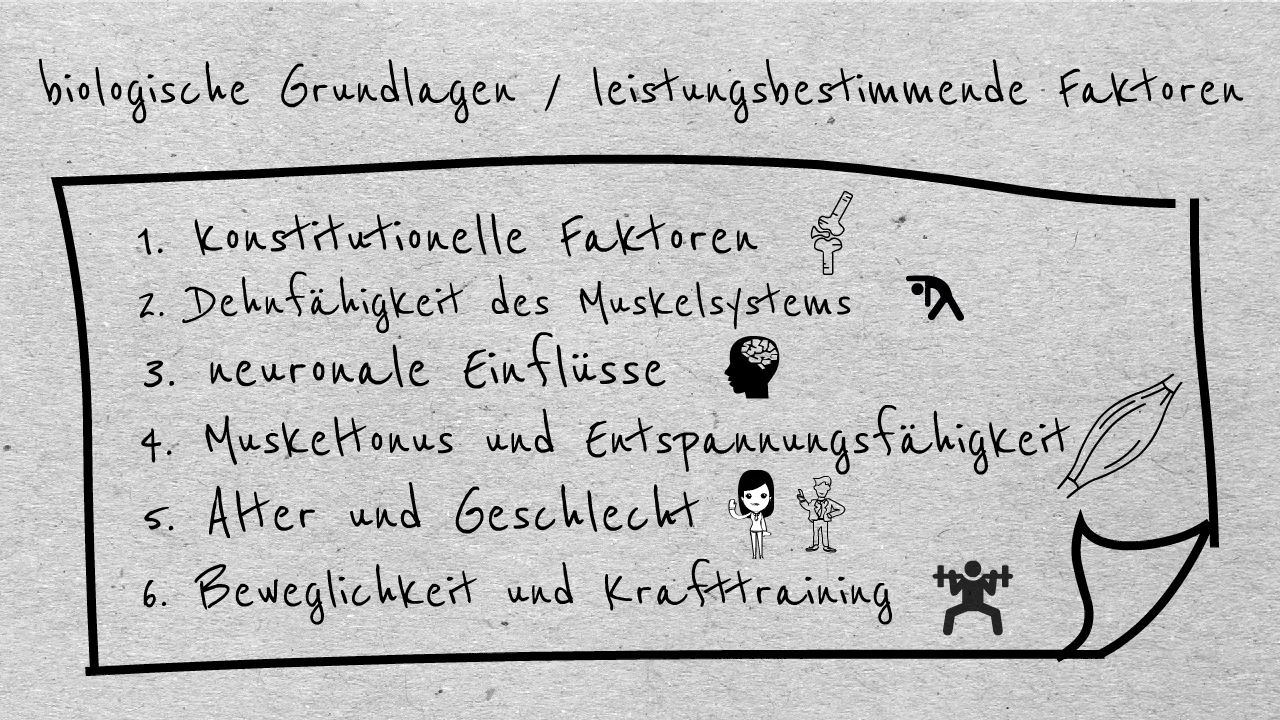 biologische Grundlagen / leistungsbestimmende Faktoren
1. konstitutionelle Faktoren
2. Dehnfähigkeit des Muskelsystems
3. neuronale Einflüsse
4. Muskeltonus und Entspannungsfähigkeit
5. Alter und Geschlecht
6. Beweglichkeit und Krafttraining